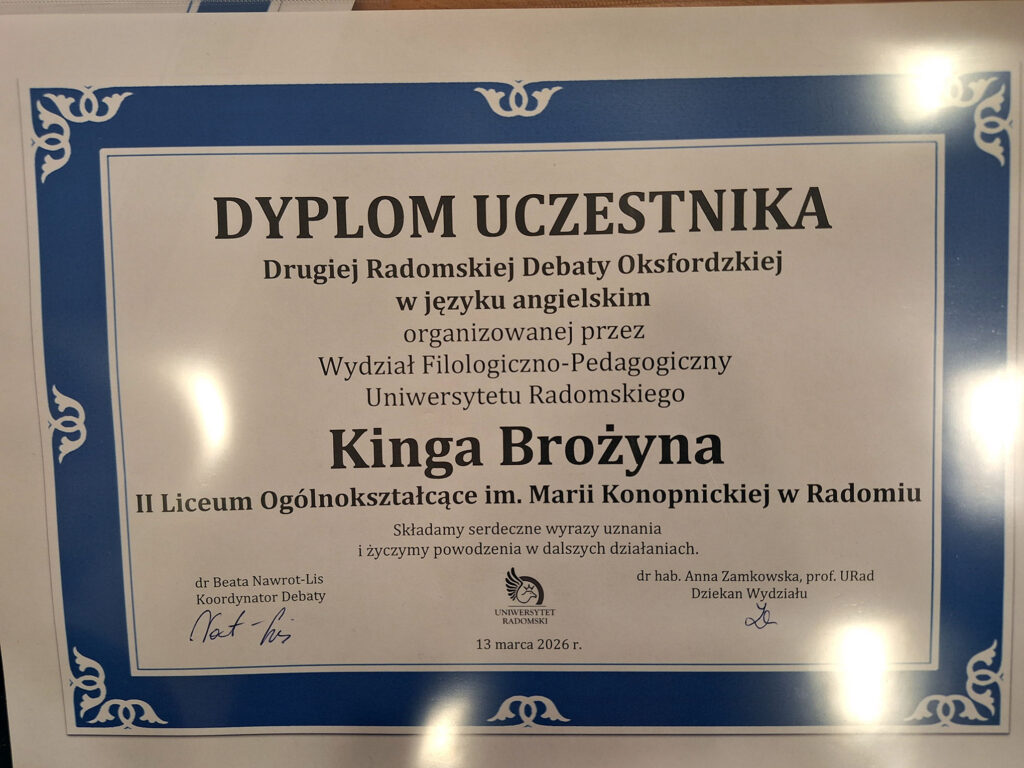 DYPLOM UCZESTNIKA
Drugiej Radomskiej Debaty Oksfordzkiej
w języku angielskim
organizowanej przez
Wydział Filologiczno-Pedagogiczny
Uniwersytetu Radomskiego
Kinga Brożyna
II Liceum Ogólnokształcące im. Marii Konopnickiej w Radomiu
Składamy serdeczne wyrazy uznania
i życzymy powodzenia w dalszych działaniach.
dr Beata Nawrot-Lis
Koordynator Debaty
dr hab. Anna Zamkowska, prof. URad
Dziekan Wydziału
UNIWERSYTET
RADOMSKI
13 marca 2026 r.